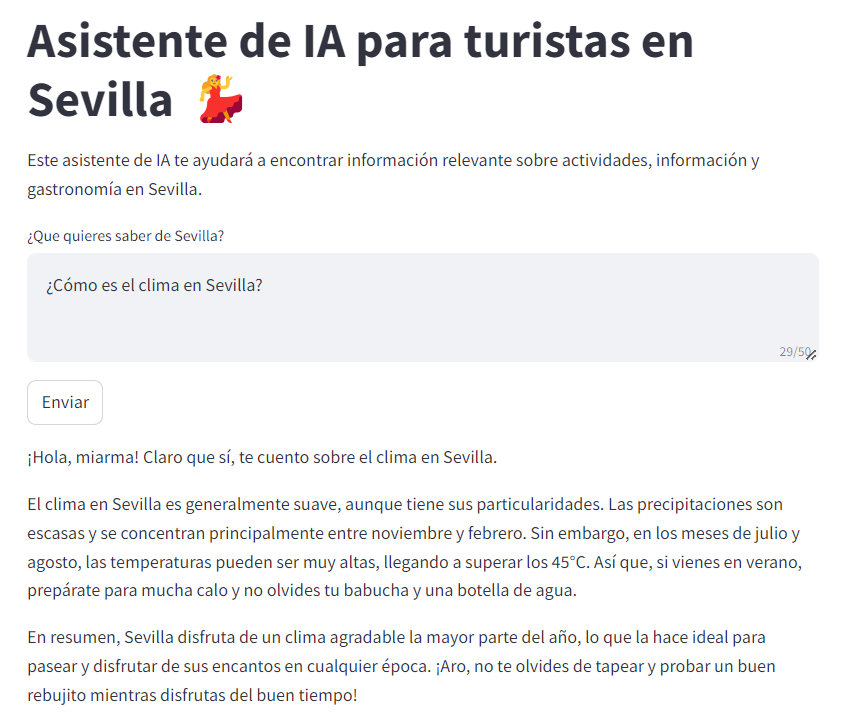 Asistente de IA para turistas en
Sevilla 💃
Este asistente de IA te ayudará a encontrar información relevante sobre actividades, información y
gastronomía en Sevilla.
¿Que quieres saber de Sevilla?
¿Cómo es el clima en Sevilla?
29/50
Enviar
¡Hola, miarma! Claro que sí, te cuento sobre el clima en Sevilla.
El clima en Sevilla es generalmente suave, aunque tiene sus particularidades. Las precipitaciones son
escasas y se concentran principalmente entre noviembre y febrero. Sin embargo, en los meses de julio y
agosto, las temperaturas pueden ser muy altas, llegando a superar los 45°C. Así que, si vienes en verano,
prepárate para mucha calo y no olvides tu babucha y una botella de agua.
En resumen, Sevilla disfruta de un clima agradable la mayor parte del año, lo que la hace ideal para
pasear y disfrutar de sus encantos en cualquier época. ¡Aro, no te olvides de tapear y probar un buen
rebujito mientras disfrutas del buen tiempo!